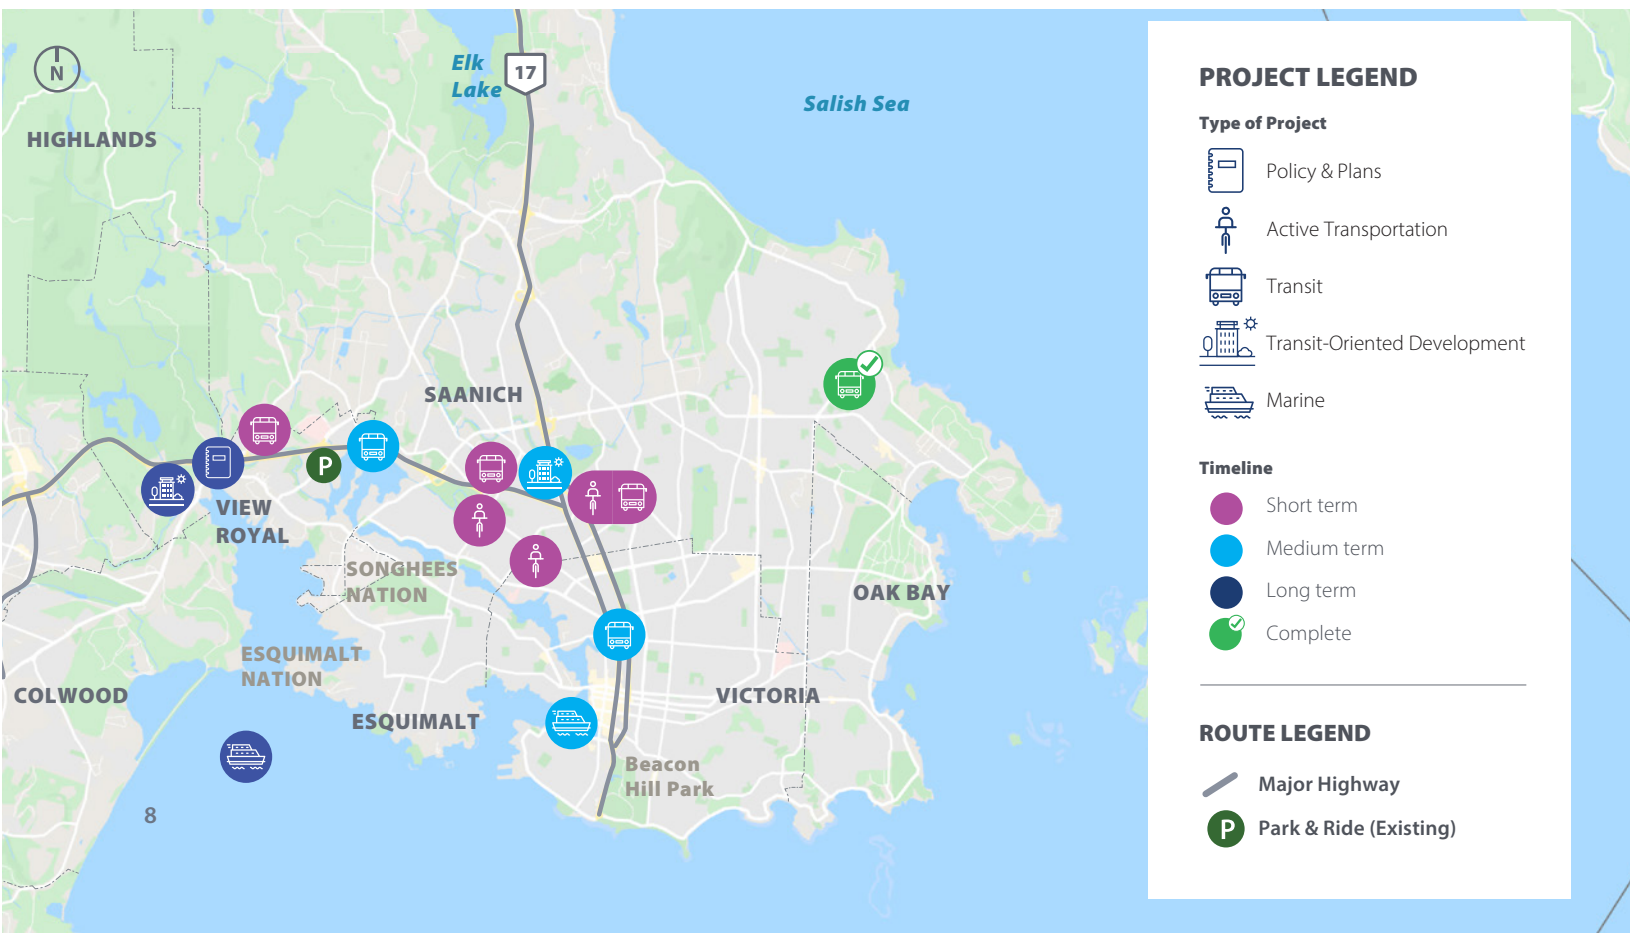 N
Elk
Lake
17
Salish Sea
HIGHLANDS
SAANICH
P
VIEW
ROYAL
SONGHEES
NATION
OAK BAY
ESQUIMALT
NATION
COLWOOD
ESQUIMALT
VICTORIA
Beacon
Hill Park
8
PROJECT LEGEND
Type of Project
Policy & Plans
Active Transportation
Transit
Transit-Oriented Development
Marine
Timeline
Short term
Medium term
Long term
Complete
ROUTE LEGEND
Major Highway
P Park & Ride (Existing)